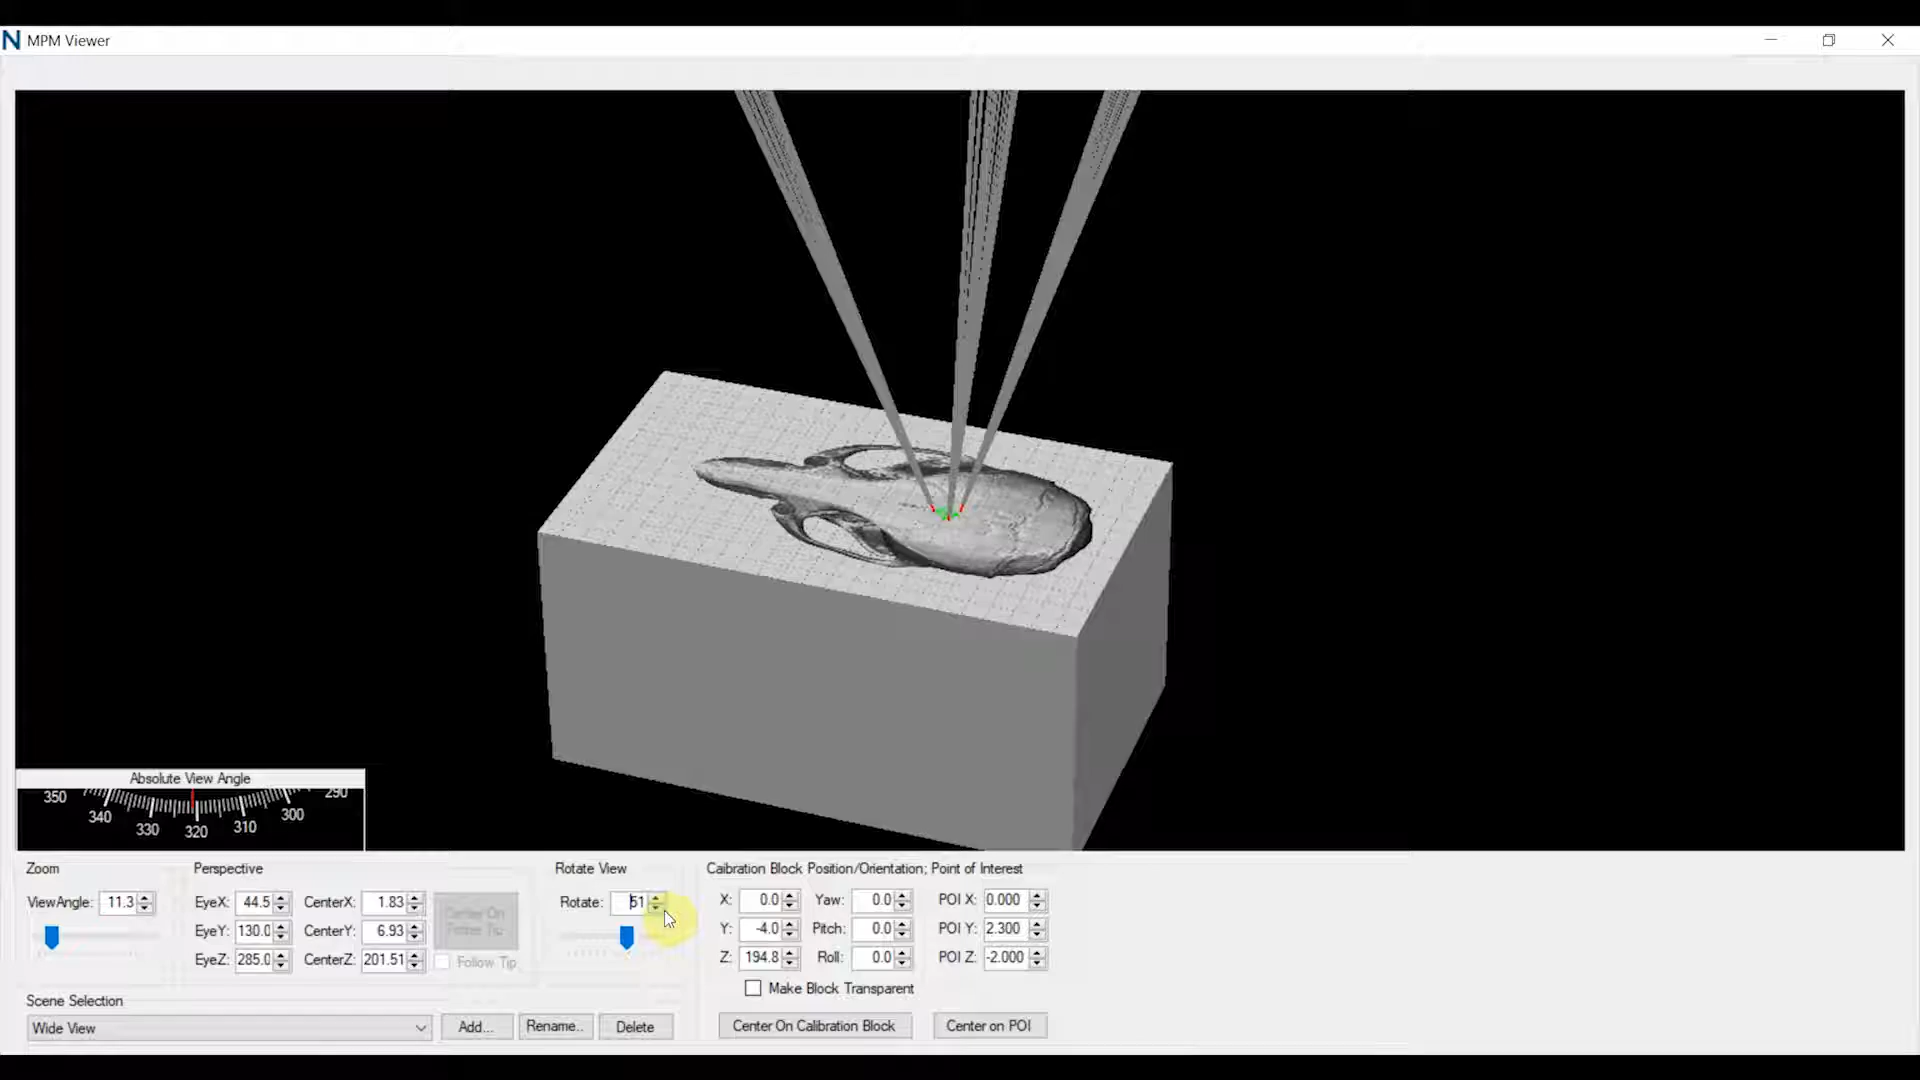 MPM Viewer
Absolute View Angle
350 340 330 320 310 300 290
Zoom
ViewAngle: 11.3
Perspective
EyeX: 44.5 CenterX: 1.83
EyeY: 130.0 CenterY: 6.93
EyeZ: 285.0 CenterZ: 201.51
Center On
Follow Tip
Rotate View
Rotate: 51
Caibration Block Position/Orientation; Point of Interest
X: 0.0 Yaw: 0.0 POI X: 0.000
Y: -4.0 Pitch: 0.0 POI Y: 2.300
Z: 194.8 Roll: 0.0 POI Z: -2.000
Make Block Transparent
Scene Selection
Wide View
Add...
Rename..
Delete
Center On Calibration Block
Center on POI